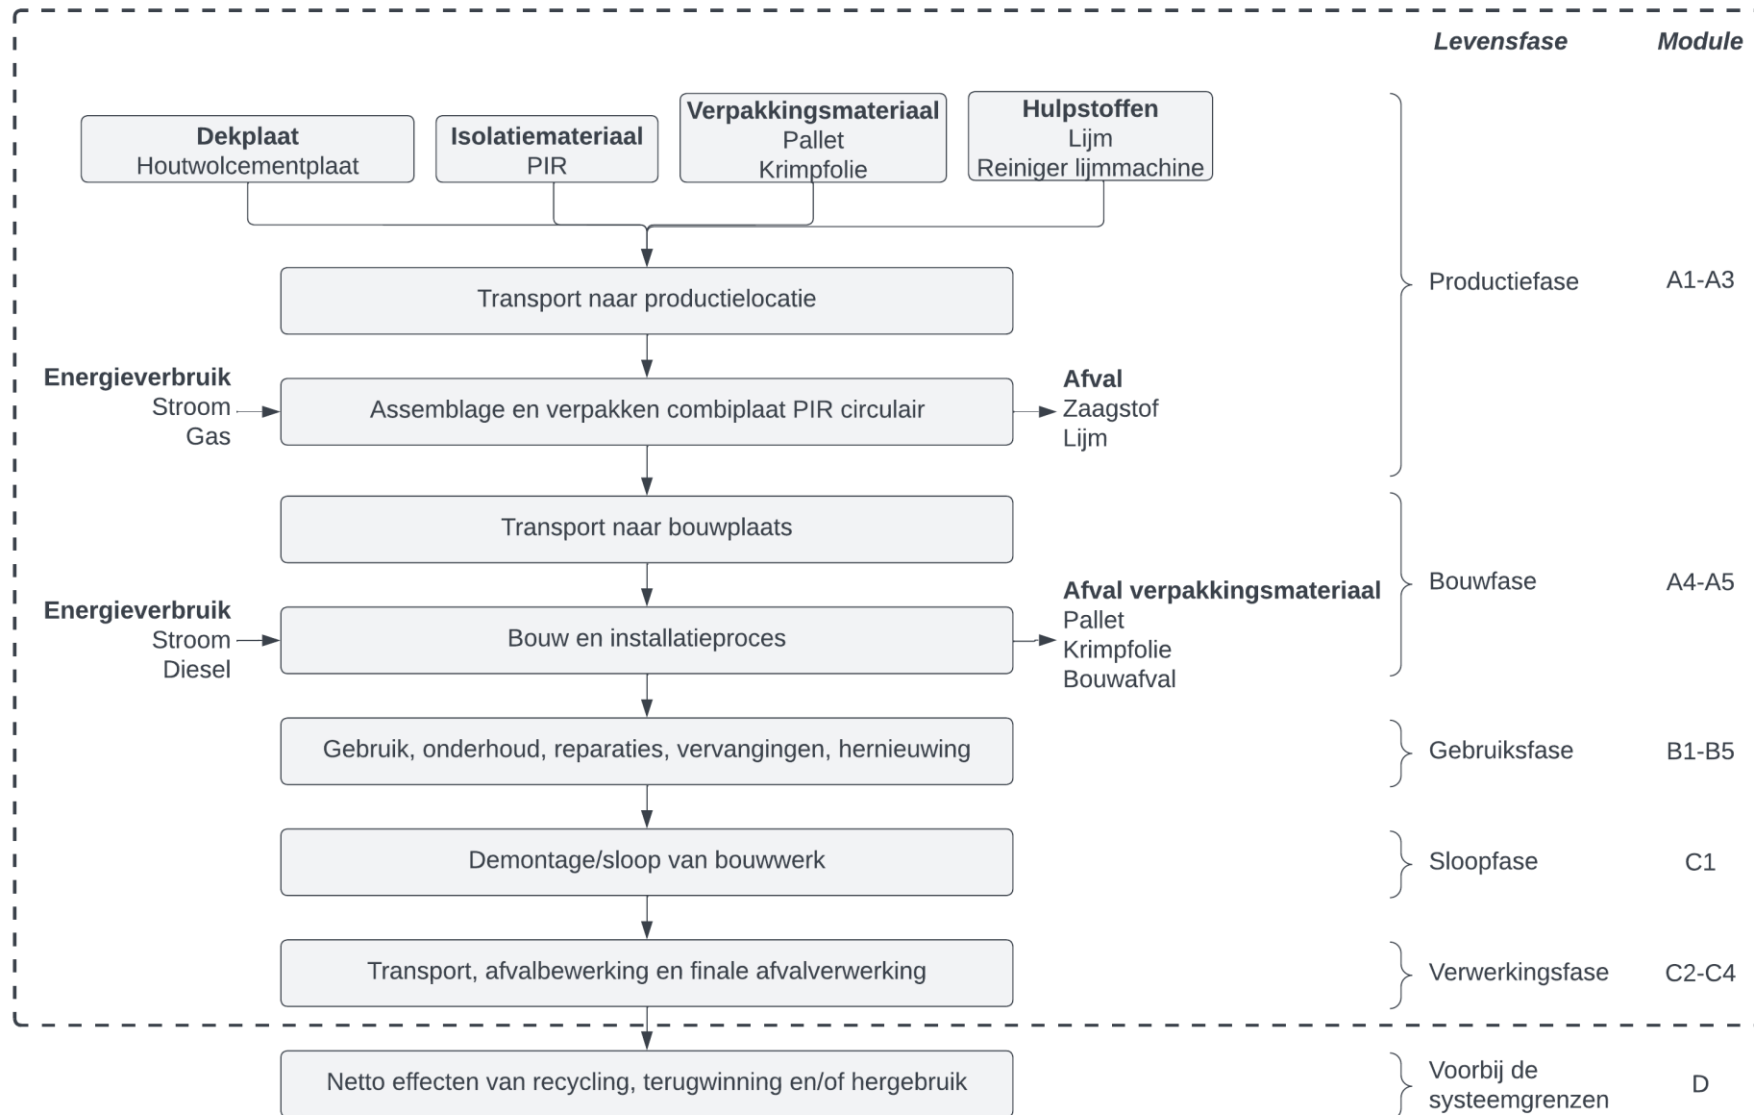 Levensfase Module
Dekplaat
Houtwolcementplaat
Isolatiemateriaal
PIR
Verpakkingsmateriaal
Pallet
Krimpfolie
Hulpstoffen
Lijm
Reiniger lijmmachine
Transport naar productielocatie
Productiefase A1-A3
Energieverbruik
Stroom
Gas
Assemblage en verpakken combiplaat PIR circulair
Afval
Zaagstof
Lijm
Transport naar bouwplaats
Bouwfase A4-A5
Energieverbruik
Stroom
Diesel
Bouw en installatieproces
Afval verpakkingsmateriaal
Pallet
Krimpfolie
Bouwafval
Gebruik, onderhoud, reparaties, vervangingen, hernieuwing
Gebruiksfase B1-B5
Demontage/sloop van bouwwerk
Sloopfase C1
Transport, afvalbewerking en finale afvalverwerking
Verwerkingsfase C2-C4
Netto effecten van recycling, terugwinning en/of hergebruik
Voorbij de
systeemgrenzen
D